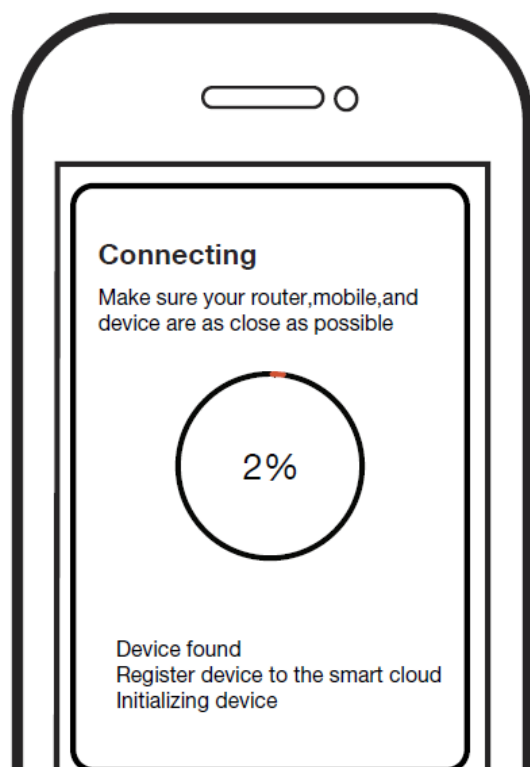 Connecting
Make sure your router,mobile,and
device are as close as possible
2%
Device found
Register device to the smart cloud
Initializing device